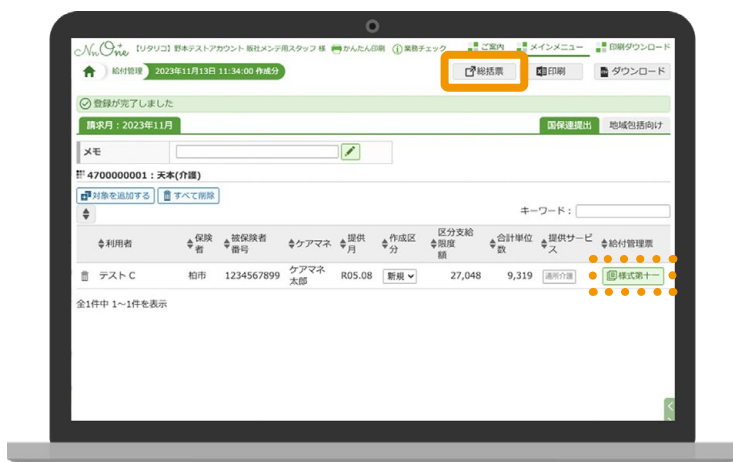 NnOne 【リタリコ】野本テストアカウント 販社メンテ用スタッフ 様 かんたん印刷 業務チェック ご案内 メインメニュー 印刷ダウンロード
給付管理 2023年11月13日 11:34:00 作成分 総括票 印刷 ダウンロード
登録が完了しました
請求月：2023年11月 国保連提出 地域包括向け
メモ
4700000001：天本(介護)
対象を追加する すべて削除
キーワード：
利用者 保険者 被保険者番号 ケアマネ 提供月 作成区分 区分支給限度額 合計単位数 提供サービス 給付管理票
テスト C 柏市 1234567899 ケアマネ太郎 R05.08 新規 27,048 9,319 通所介護 様式第十一
全1件中 1～1件を表示